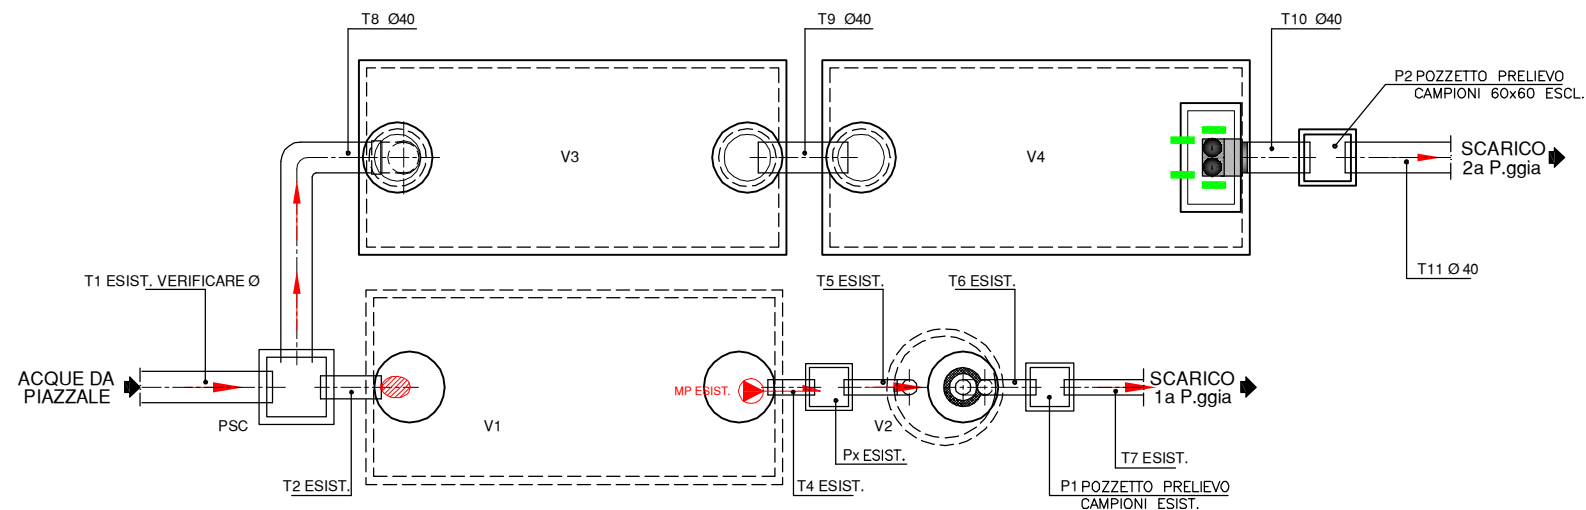 T8 Ø40
T9 Ø40
T10 Ø40
P2 POZZETTO PRELIEVO
CAMPIONI 60x60 ESCL.
V3
V4
SCARICO
2a P.ggia
T11 Ø 40
T1 ESIST. VERIFICARE Ø
T5 ESIST.
T6 ESIST.
ACQUE DA
PIAZZALE
MP ESIST.
SCARICO
1a P.ggia
PSC
V1
V2
Px ESIST.
T7 ESIST.
T2 ESIST.
T4 ESIST.
P1 POZZETTO PRELIEVO
CAMPIONI ESIST.